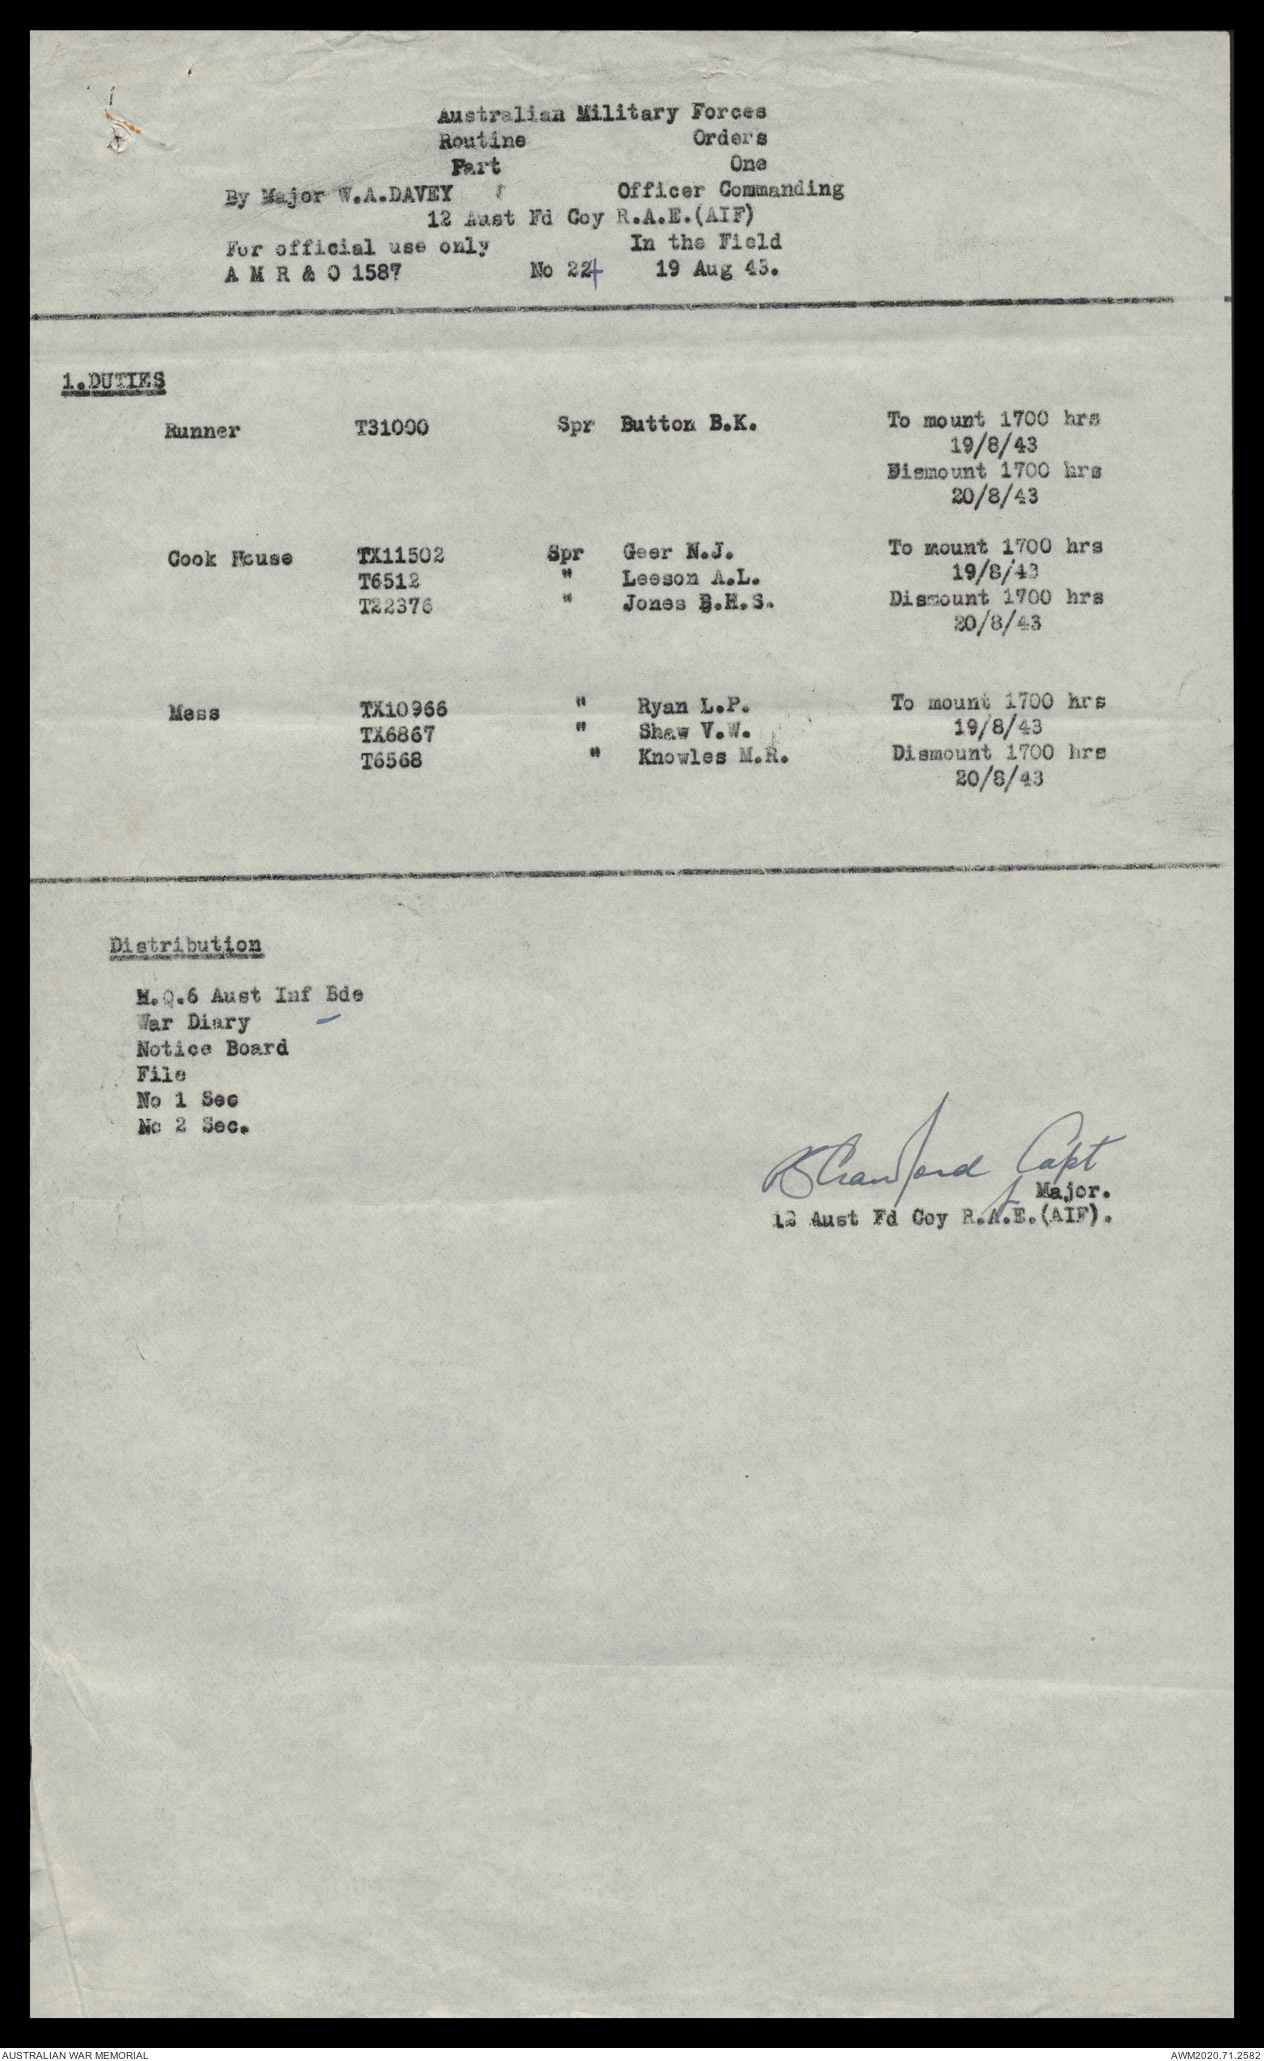 Australian Military Forces
Routine Orders
Part One
By Major W.A.DAVEY Officer Commanding
12 Aust Fd Coy R.A.E.(AIF)
For official use only In the Field
A M R & O 1587 No 224 19 Aug 43.
1.DUTIES
Runner T31000 Spr Button B.K. To mount 1700 hrs
19/8/43
Dismount 1700 hrs
20/8/43
Cook House TX11502 Spr Geer N.J. To mount 1700 hrs
T6512 " Leeson A.L. 19/8/43
T22376 " Jones B.H.S. Dismount 1700 hrs
20/8/43
Mess TX10966 " Ryan L.P. To mount 1700 hrs
TX6867 " Shaw V.W. 19/8/43
T6568 " Knowles M.R. Dismount 1700 hrs
20/8/43
Distribution
H.Q.6 Aust Inf Bde
War Diary
Notice Board
File
No 1 Sec
No 2 Sec.
Crawford Capt
Major.
12 Aust Fd Coy R.A.E.(AIF).
AUSTRALIAN WAR MEMORIAL AWM2020.71.2582